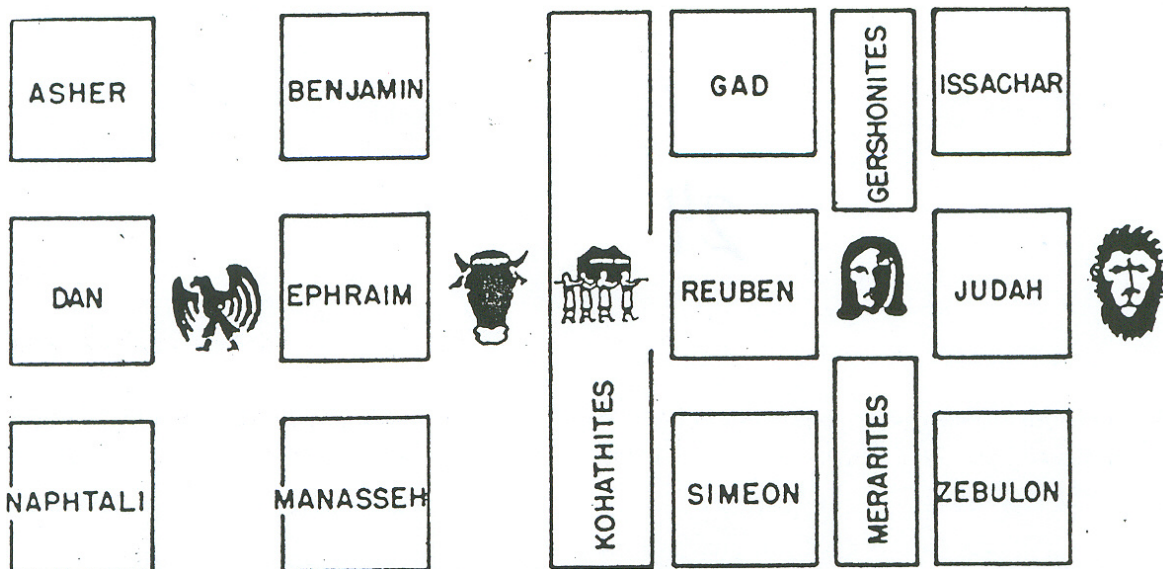 ASHER
BENJAMIN
GAD
GERSHONITES
ISSACHAR
DAN
EPHRAIM
REUBEN
JUDAH
NAPHTALI
MANASSEH
KOHATHITES
SIMEON
MERARITES
ZEBULON